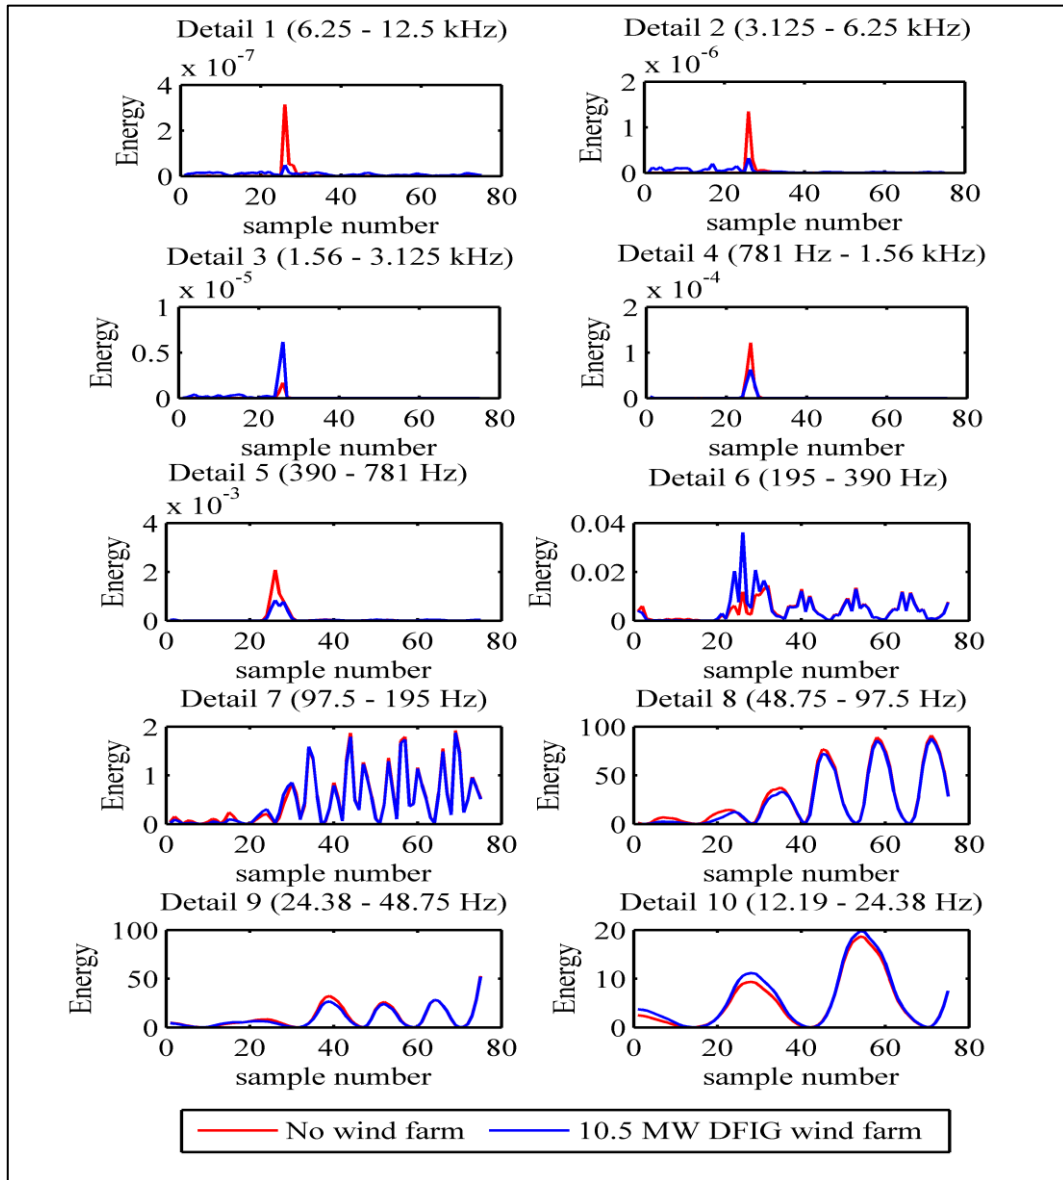 Detail 1 (6.25 - 12.5 kHz)
x 10-7
4
2
0
Energy
0 20 40 60 80
sample number
Detail 2 (3.125 - 6.25 kHz)
x 10-6
2
1
0
Energy
0 20 40 60 80
sample number
Detail 3 (1.56 - 3.125 kHz)
x 10-5
1
0.5
0
Energy
0 20 40 60 80
sample number
Detail 4 (781 Hz - 1.56 kHz)
x 10-4
2
1
0
Energy
0 20 40 60 80
sample number
Detail 5 (390 - 781 Hz)
x 10-3
4
2
0
Energy
0 20 40 60 80
sample number
Detail 6 (195 - 390 Hz)
0.04
0.02
0
Energy
0 20 40 60 80
sample number
Detail 7 (97.5 - 195 Hz)
2
1
0
Energy
0 20 40 60 80
sample number
Detail 8 (48.75 - 97.5 Hz)
100
50
0
Energy
0 20 40 60 80
sample number
Detail 9 (24.38 - 48.75 Hz)
100
50
0
Energy
0 20 40 60 80
sample number
Detail 10 (12.19 - 24.38 Hz)
20
10
0
Energy
0 20 40 60 80
sample number
No wind farm 10.5 MW DFIG wind farm